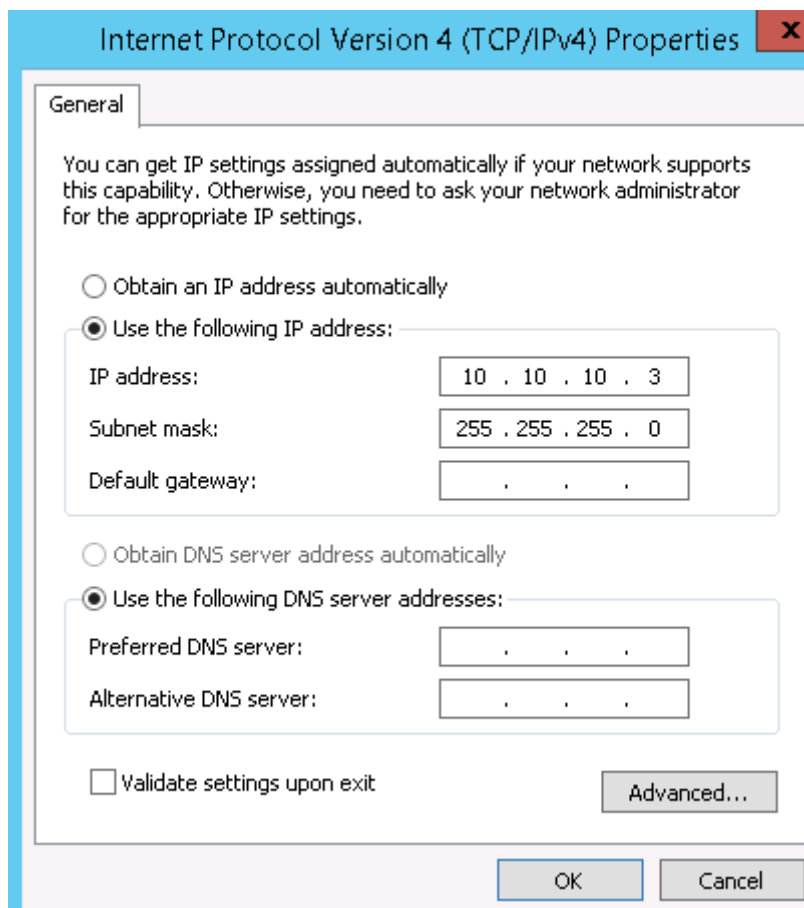 Internet Protocol Version 4 (TCP/IPv4) Properties
x
General
You can get IP settings assigned automatically if your network supports
this capability. Otherwise, you need to ask your network administrator
for the appropriate IP settings.
Obtain an IP address automatically
Use the following IP address:
IP address: 10 . 10 . 10 . 3
Subnet mask: 255 . 255 . 255 . 0
Default gateway: . . .
Obtain DNS server address automatically
Use the following DNS server addresses:
Preferred DNS server: . . .
Alternative DNS server: . . .
Validate settings upon exit
Advanced...
OK Cancel